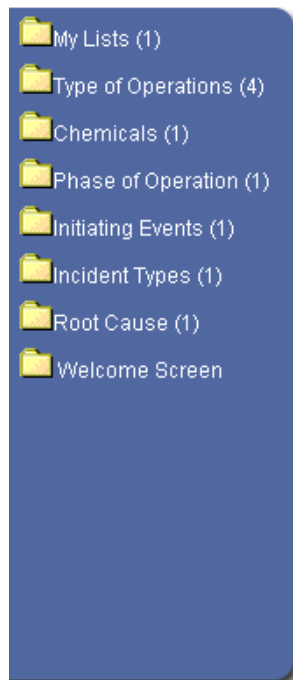 My Lists (1)
Type of Operations (4)
Chemicals (1)
Phase of Operation (1)
Initiating Events (1)
Incident Types (1)
Root Cause (1)
Welcome Screen